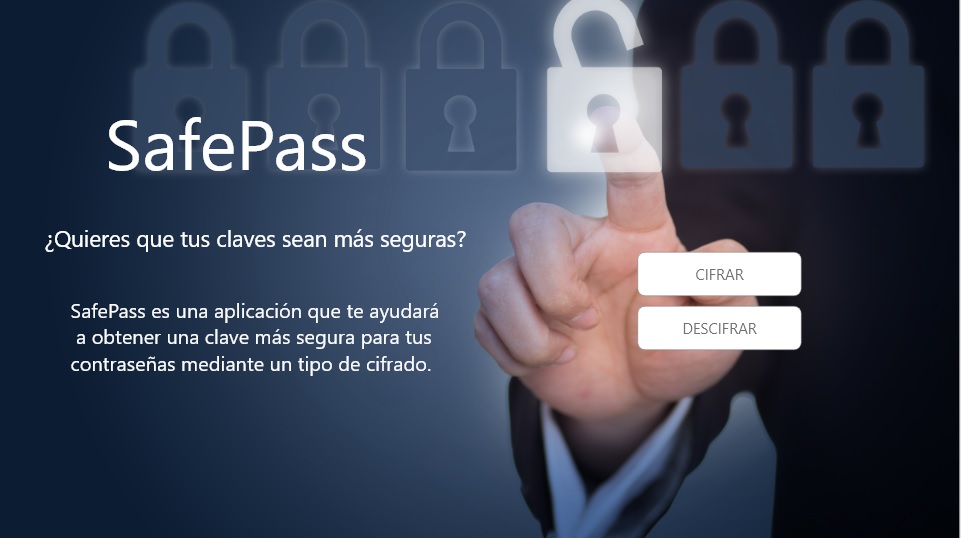 SafePass
¿Quieres que tus claves sean más seguras?
SafePass es una aplicación que te ayudará
a obtener una clave más segura para tus
contraseñas mediante un tipo de cifrado.
CIFRAR
DESCIFRAR